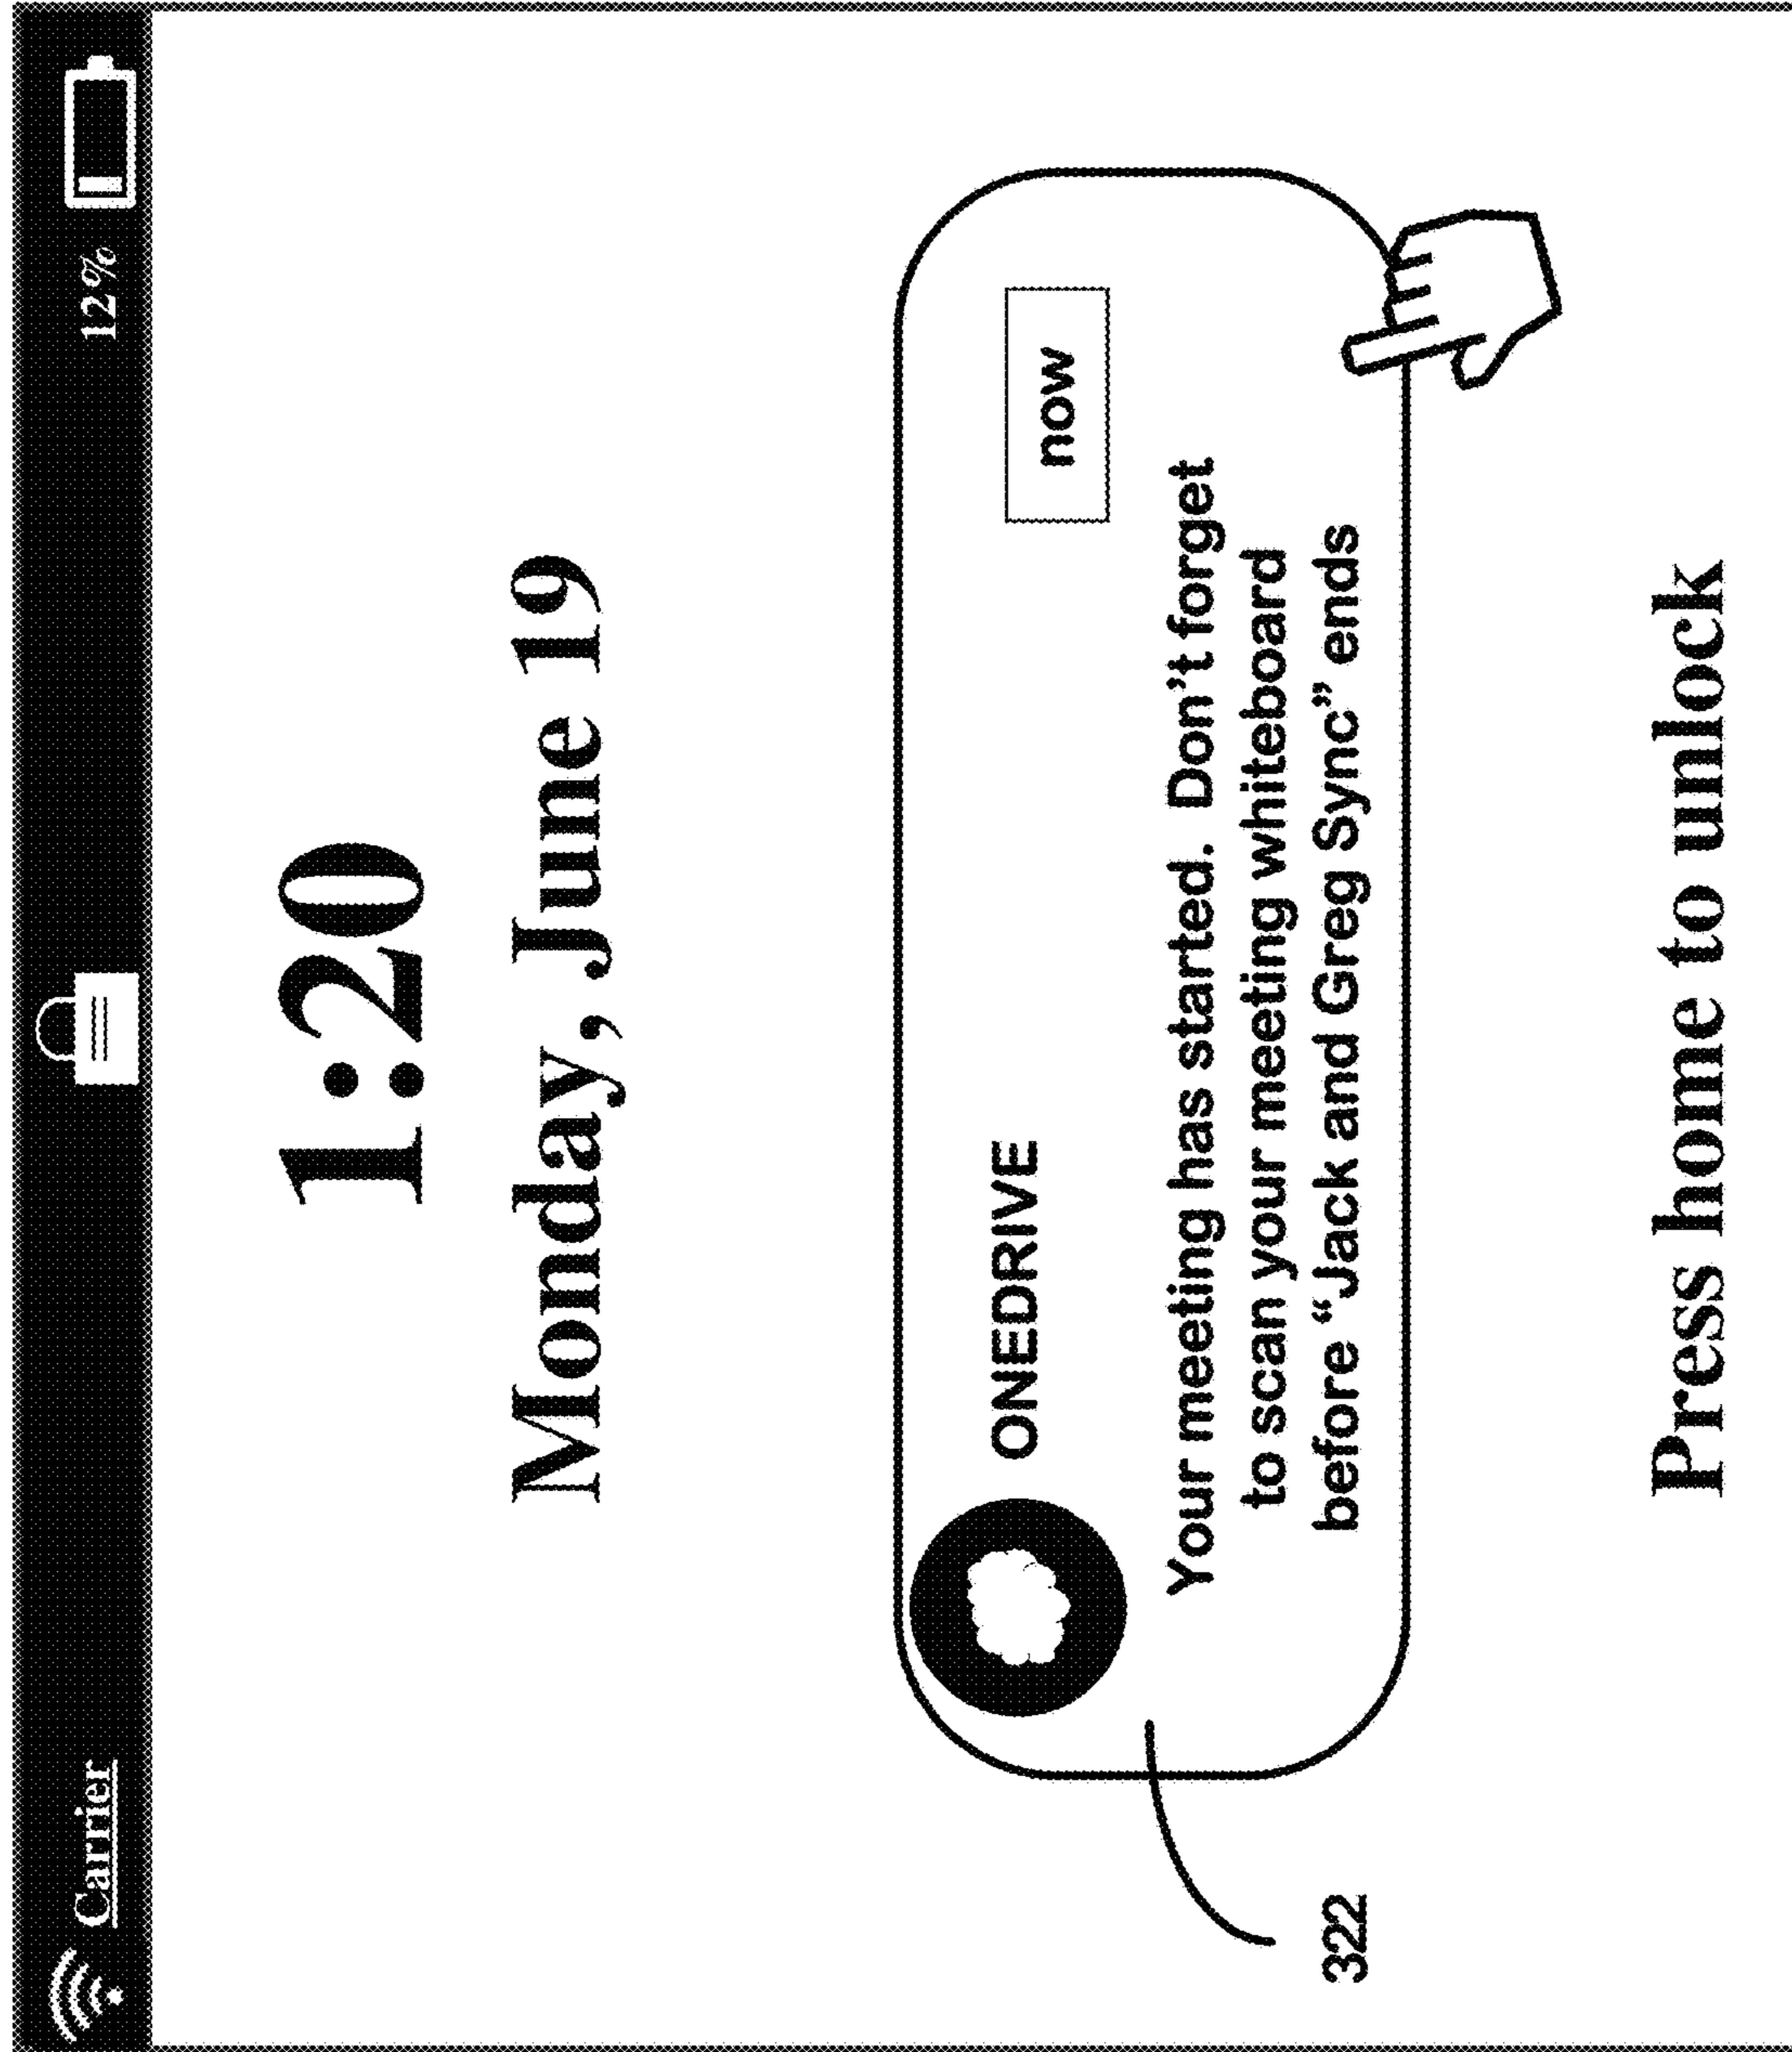 Carrier
12%
1:20
Monday, June 19
ONEDRIVE
now
Your meeting has started. Don't forget
to scan your meeting whiteboard
before “Jack and Greg Sync” ends
322
Press home to unlock